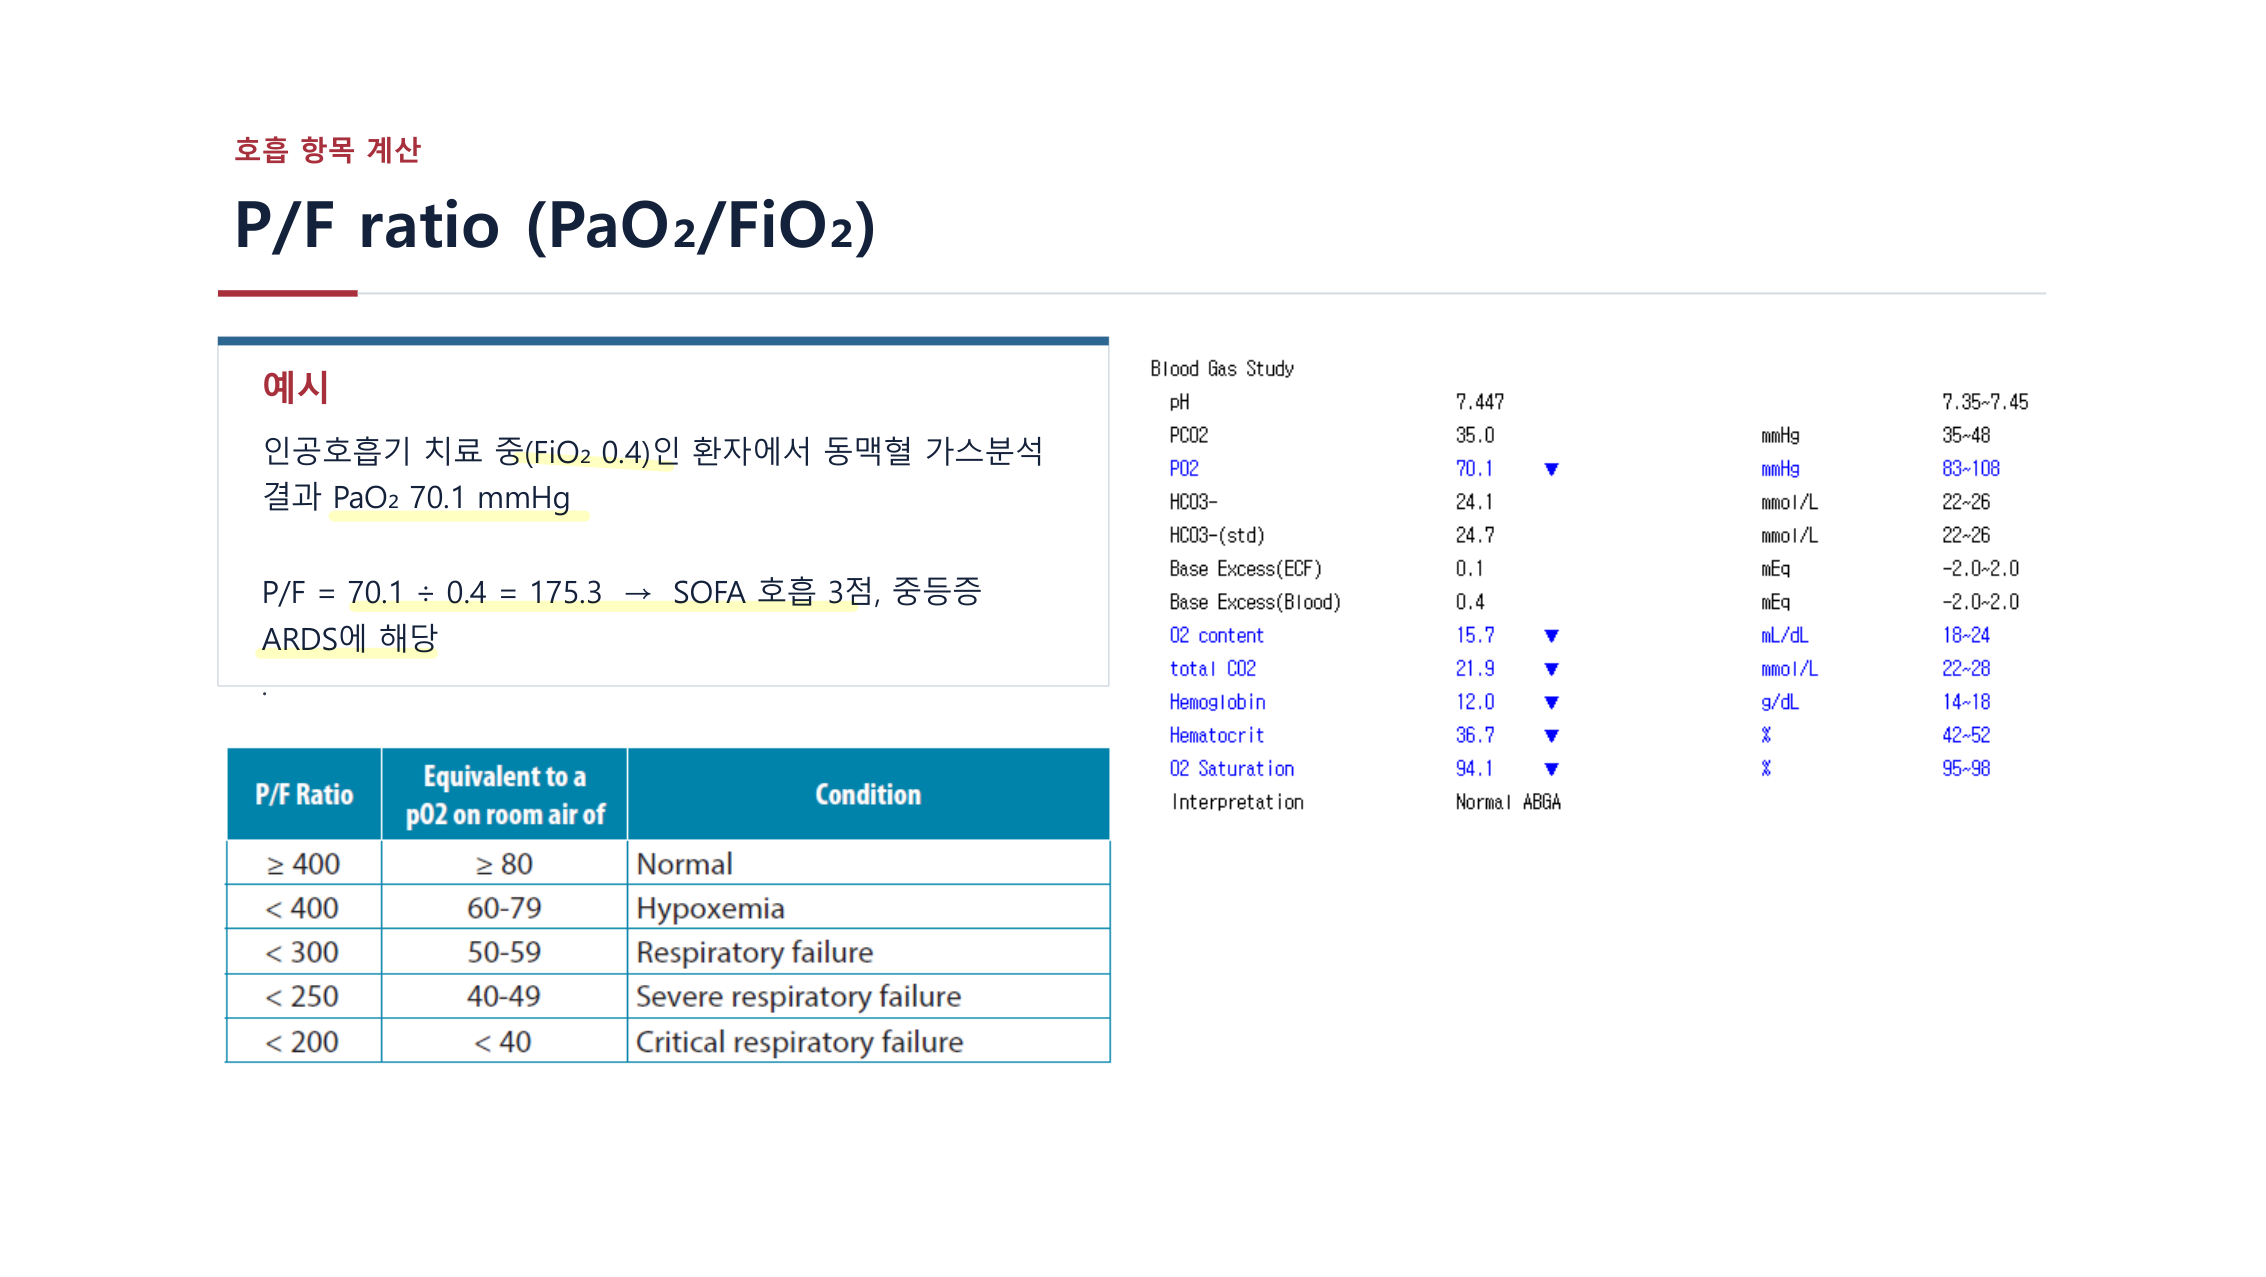 호흡 항목 계산
P/F ratio (PaO₂/FiO₂)
예시
인공호흡기 치료 중(FiO₂ 0.4)인 환자에서 동맥혈 가스분석
결과 PaO₂ 70.1 mmHg
P/F = 70.1 ÷ 0.4 = 175.3 → SOFA 호흡 3점, 중등증
ARDS에 해당
.
P/F Ratio Equivalent to a pO2 on room air of Condition
≥ 400 ≥ 80 Normal
< 400 60-79 Hypoxemia
< 300 50-59 Respiratory failure
< 250 40-49 Severe respiratory failure
< 200 < 40 Critical respiratory failure
Blood Gas Study
pH 7.447 7.35~7.45
PCO2 35.0 mmHg 35~48
PO2 70.1 ▼ mmHg 83~108
HCO3- 24.1 mmol/L 22~26
HCO3-(std) 24.7 mmol/L 22~26
Base Excess(ECF) 0.1 mEq -2.0~2.0
Base Excess(Blood) 0.4 mEq -2.0~2.0
O2 content 15.7 ▼ mL/dL 18~24
total CO2 21.9 ▼ mmol/L 22~28
Hemoglobin 12.0 ▼ g/dL 14~18
Hematocrit 36.7 ▼ % 42~52
O2 Saturation 94.1 ▼ % 95~98
Interpretation Normal ABGA